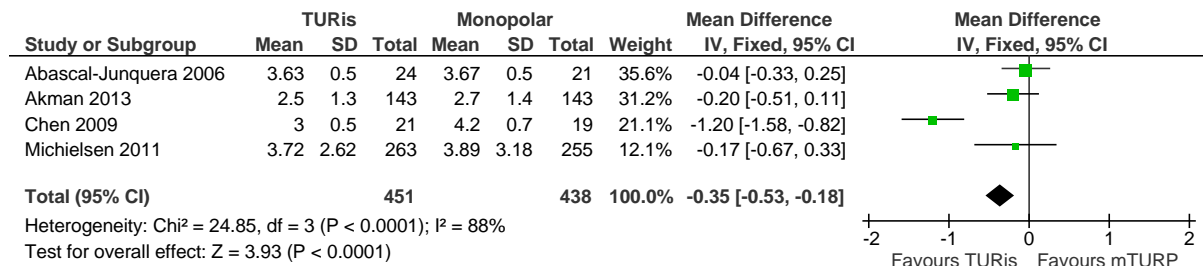 TURis Monopolar Mean Difference Mean Difference
Study or Subgroup Mean SD Total Mean SD Total Weight IV, Fixed, 95% CI IV, Fixed, 95% CI
Abascal-Junquera 2006 3.63 0.5 24 3.67 0.5 21 35.6% -0.04 [-0.33, 0.25]
Akman 2013 2.5 1.3 143 2.7 1.4 143 31.2% -0.20 [-0.51, 0.11]
Chen 2009 3 0.5 21 4.2 0.7 19 21.1% -1.20 [-1.58, -0.82]
Michielsen 2011 3.72 2.62 263 3.89 3.18 255 12.1% -0.17 [-0.67, 0.33]
Total (95% CI) 451 438 100.0% -0.35 [-0.53, -0.18]
Heterogeneity: Chi² = 24.85, df = 3 (P < 0.0001); I² = 88%
Test for overall effect: Z = 3.93 (P < 0.0001)
-2 -1 0 1 2
Favours TURis Favours mTURP